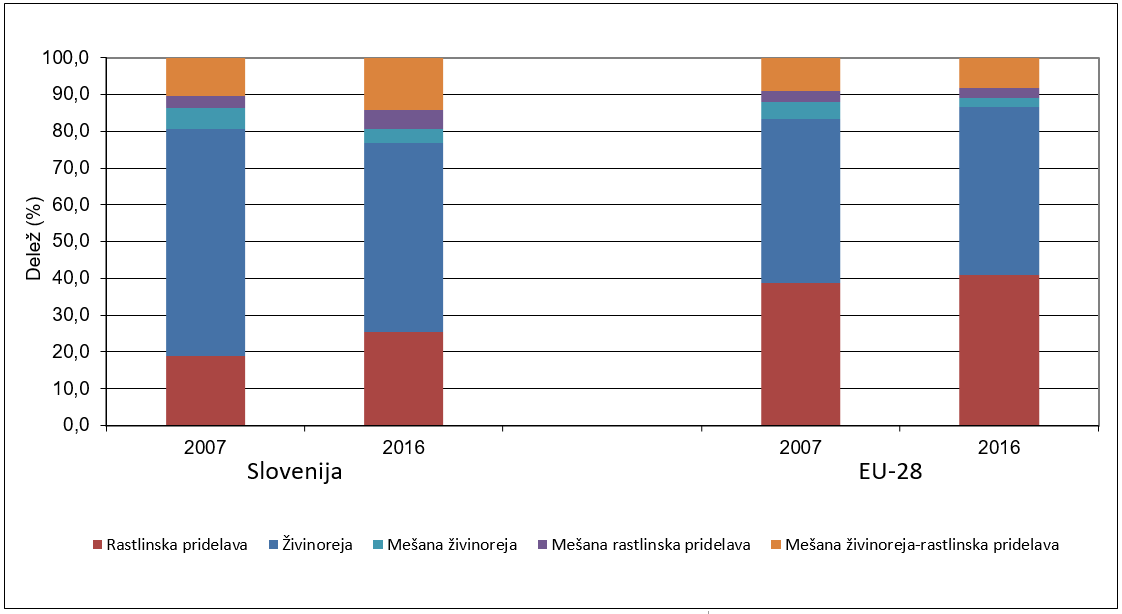 100,0
90,0
80,0
70,0
60,0
50,0
40,0
30,0
20,0
10,0
0,0
Delež (%)
2007 2016 2007 2016
Slovenija EU-28
Rastlinska pridelava Živinoreja Mešana živinoreja Mešana rastlinska pridelava Mešana živinoreja-rastlinska pridelava